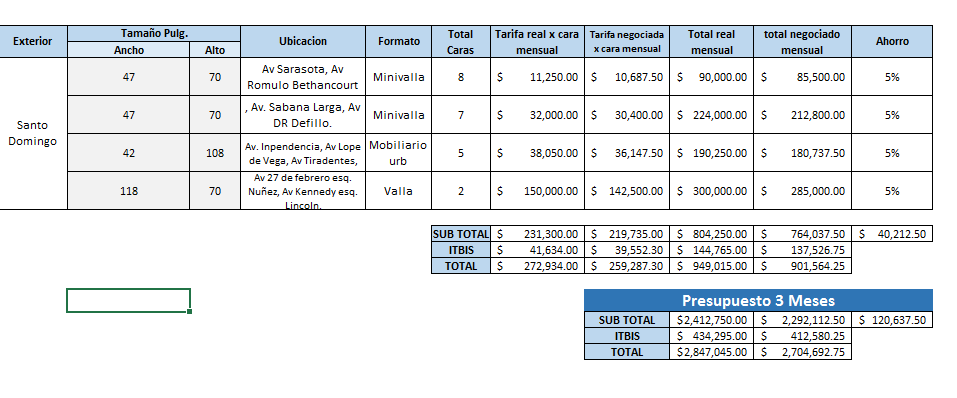 Exterior Tamaño Pulg. Ubicacion Formato Total Caras Tarifa real x cara mensual Tarifa negociada x cara mensual Total real mensual total negociado mensual Ahorro
Ancho Alto
Santo Domingo
47 70 Av Sarasota, Av Romulo Bethancourt Minivalla 8 $ 11,250.00 $ 10,687.50 $ 90,000.00 $ 85,500.00 5%
47 70 , Av. Sabana Larga, Av DR Defillo. Minivalla 7 $ 32,000.00 $ 30,400.00 $ 224,000.00 $ 212,800.00 5%
42 108 Av. Inpendencia, Av Lope de Vega, Av Tiradentes, Mobiliario urb 5 $ 38,050.00 $ 36,147.50 $ 190,250.00 $ 180,737.50 5%
118 70 Av 27 de febrero esq. Nuñez, Av Kennedy esq. Lincoln. Valla 2 $ 150,000.00 $ 142,500.00 $ 300,000.00 $ 285,000.00 5%
SUB TOTAL $ 231,300.00 $ 219,735.00 $ 804,250.00 $ 764,037.50 $ 40,212.50
ITBIS $ 41,634.00 $ 39,552.30 $ 144,765.00 $ 137,526.75
TOTAL $ 272,934.00 $ 259,287.30 $ 949,015.00 $ 901,564.25
Presupuesto 3 Meses
SUB TOTAL $2,412,750.00 $ 2,292,112.50 $ 120,637.50
ITBIS $ 434,295.00 $ 412,580.25
TOTAL $2,847,045.00 $ 2,704,692.75